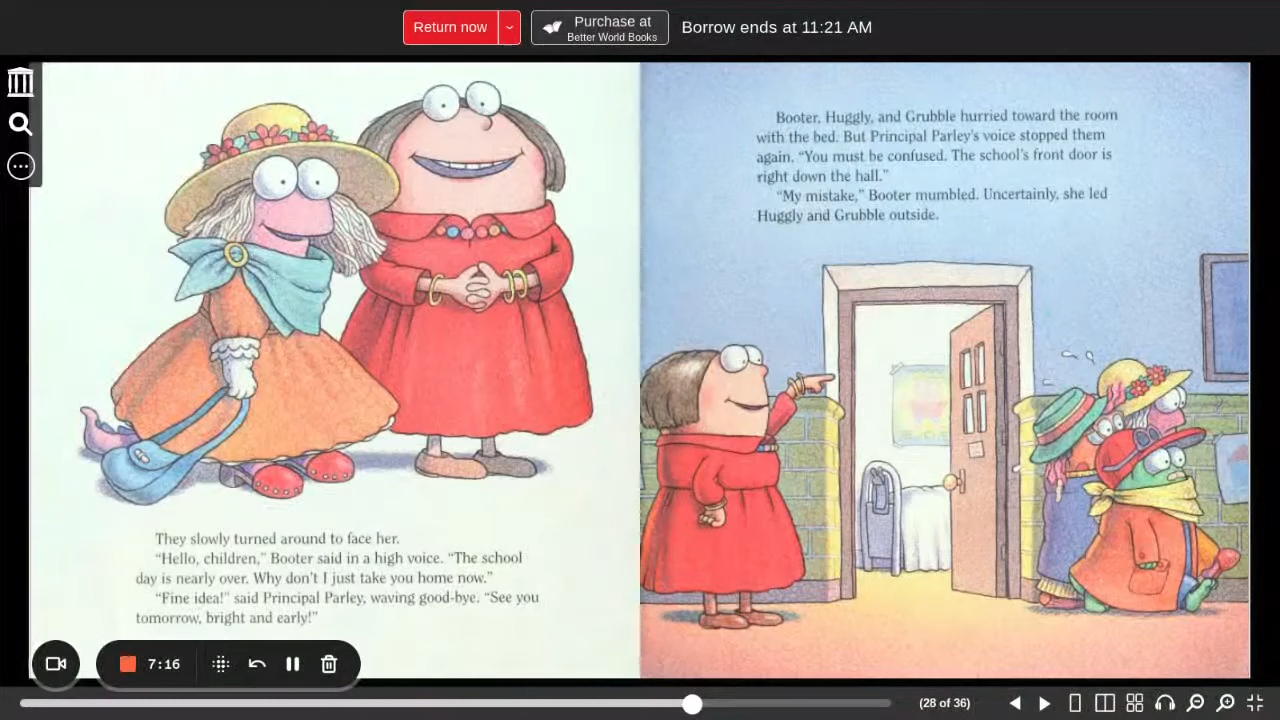 Return now
Purchase at
Better World Books
Borrow ends at 11:21 AM
They slowly turned around to face her.
“Hello, children,” Booter said in a high voice. “The school
day is nearly over. Why don’t I just take you home now.”
“Fine idea!” said Principal Parley, waving good-bye. “See you
tomorrow, bright and early!”
Booter, Huggly, and Grubble hurried toward the room
with the bed. But Principal Parley’s voice stopped them
again. “You must be confused. The school’s front door is
right down the hall.”
“My mistake,” Booter mumbled. Uncertainly, she led
Huggly and Grubble outside.
7:16
(28 of 36)